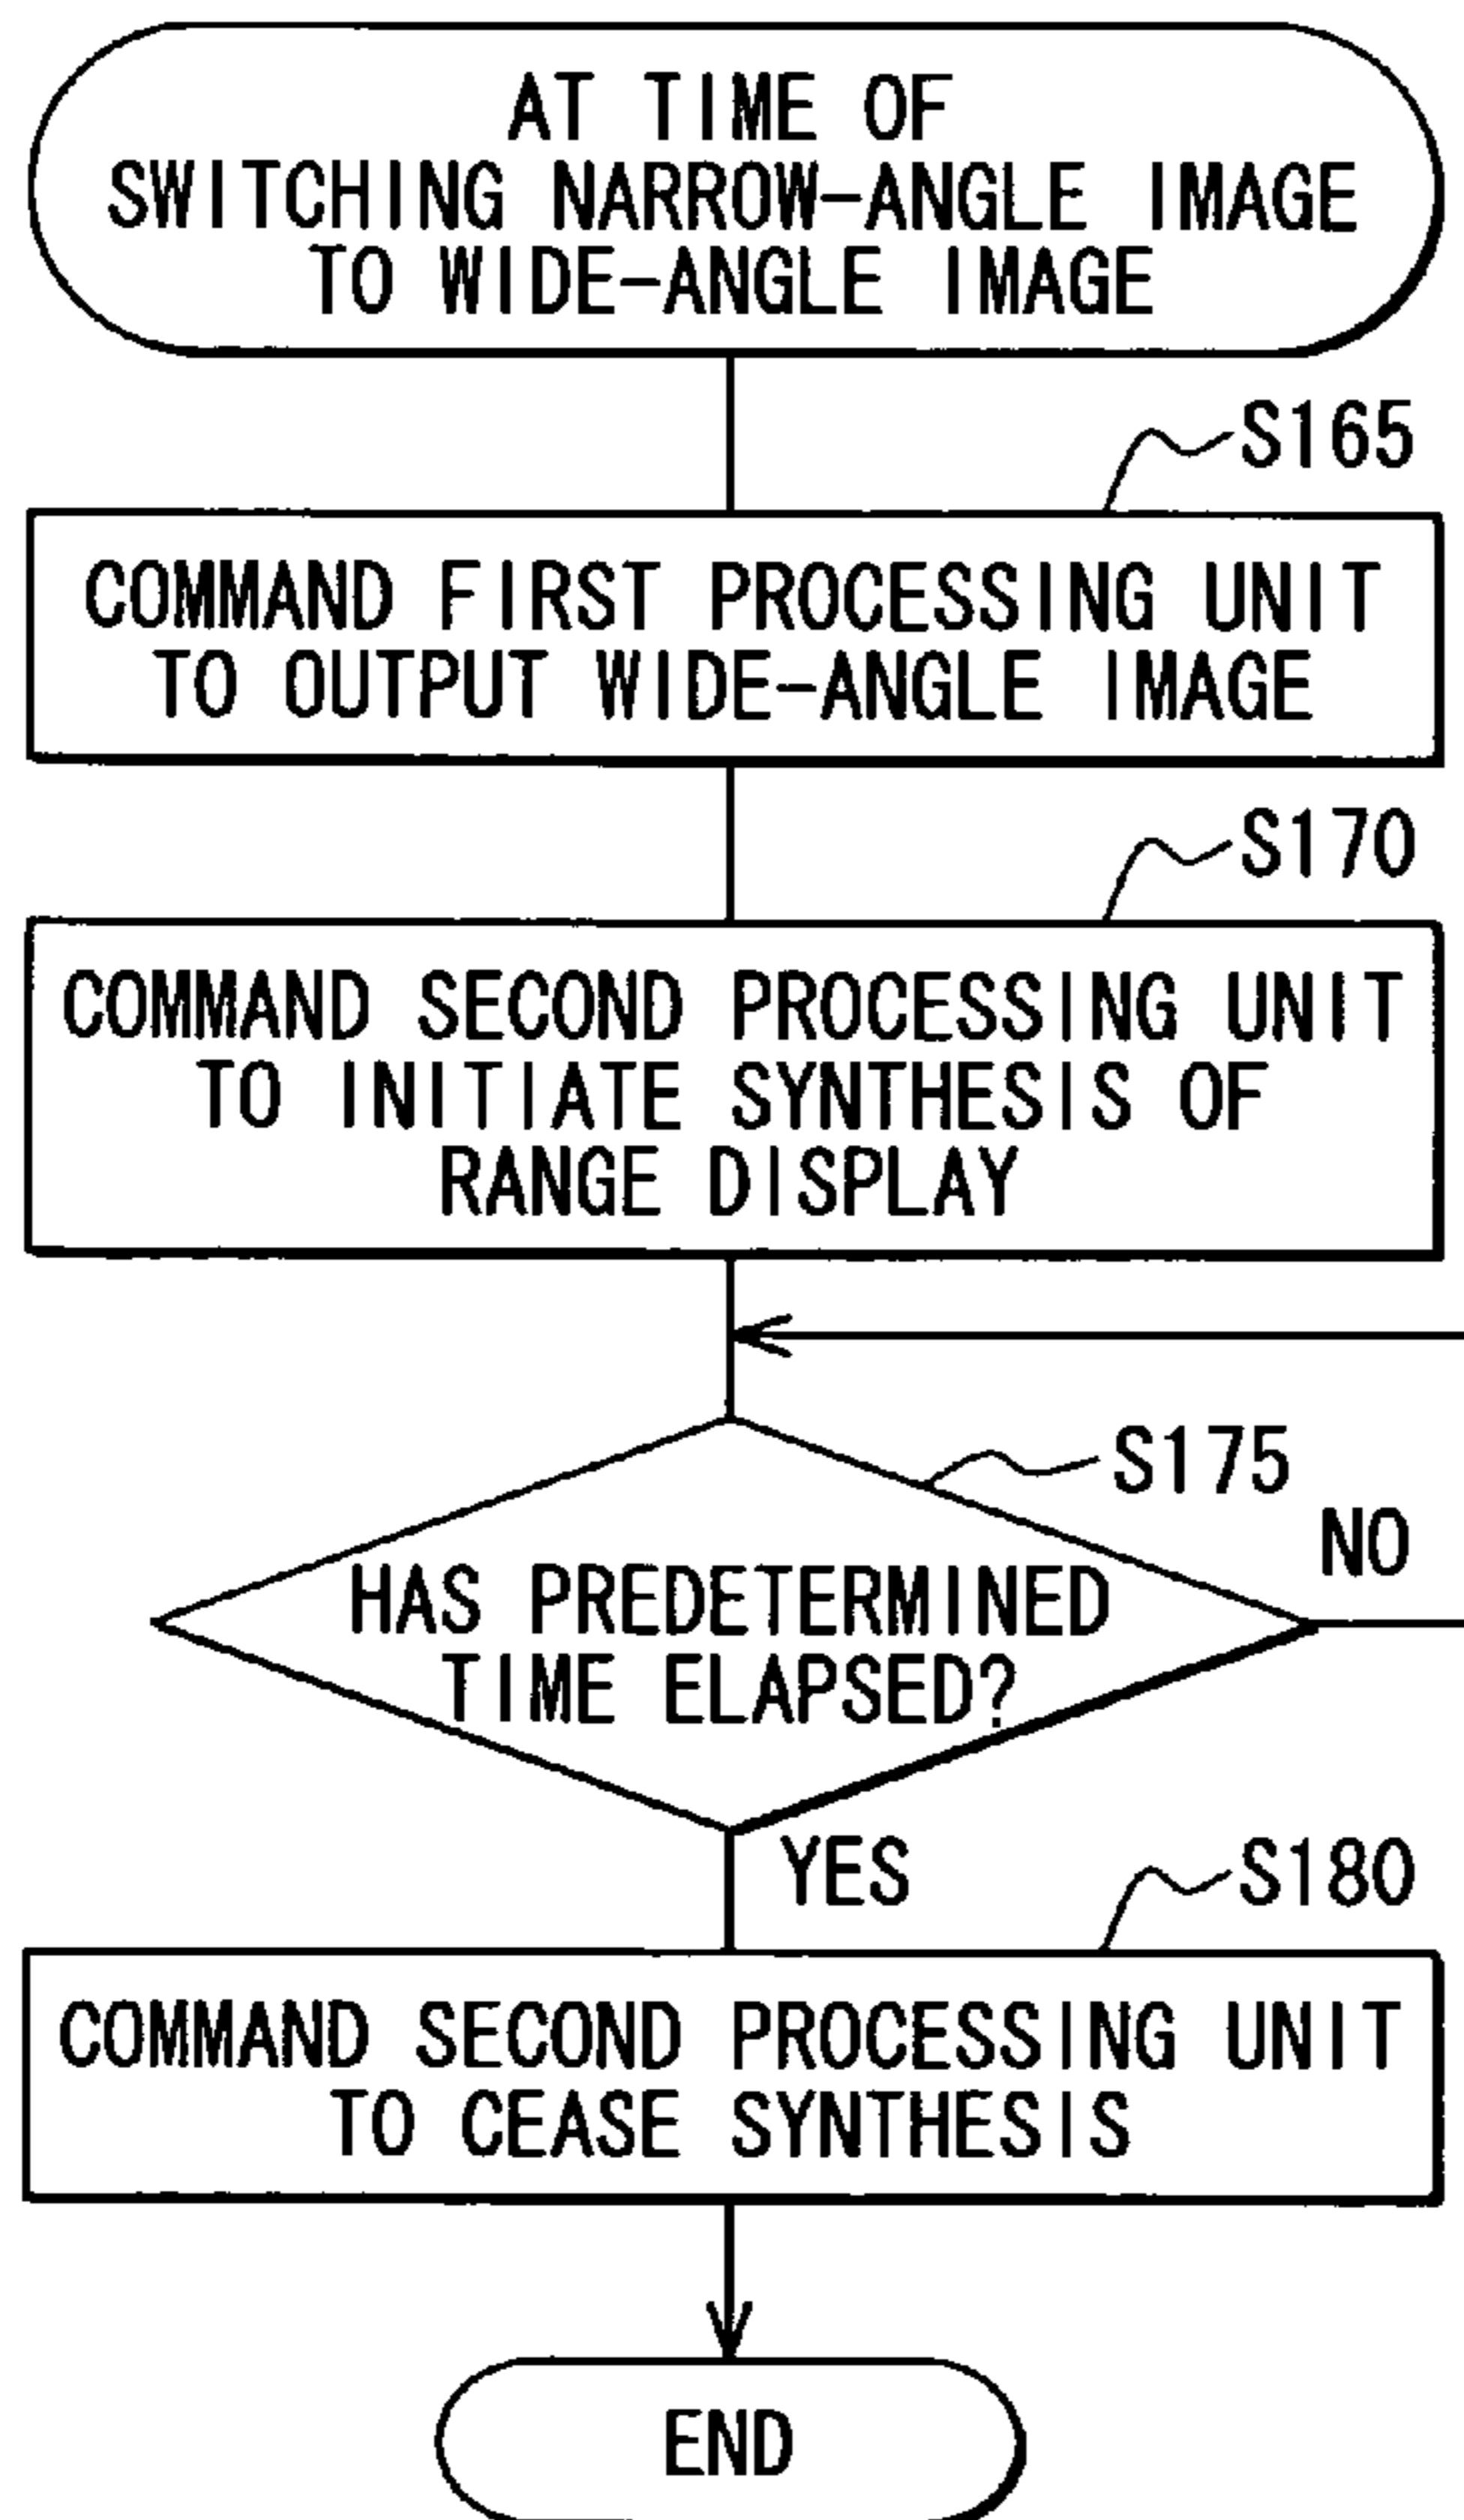 AT TIME OF
SWITCHING NARROW-ANGLE IMAGE
TO WIDE-ANGLE IMAGE
S165
COMMAND FIRST PROCESSING UNIT
TO OUTPUT WIDE-ANGLE IMAGE
S170
COMMAND SECOND PROCESSING UNIT
TO INITIATE SYNTHESIS OF
RANGE DISPLAY
S175
NO
HAS PREDETERMINED
TIME ELAPSED?
YES
S180
COMMAND SECOND PROCESSING UNIT
TO CEASE SYNTHESIS
END